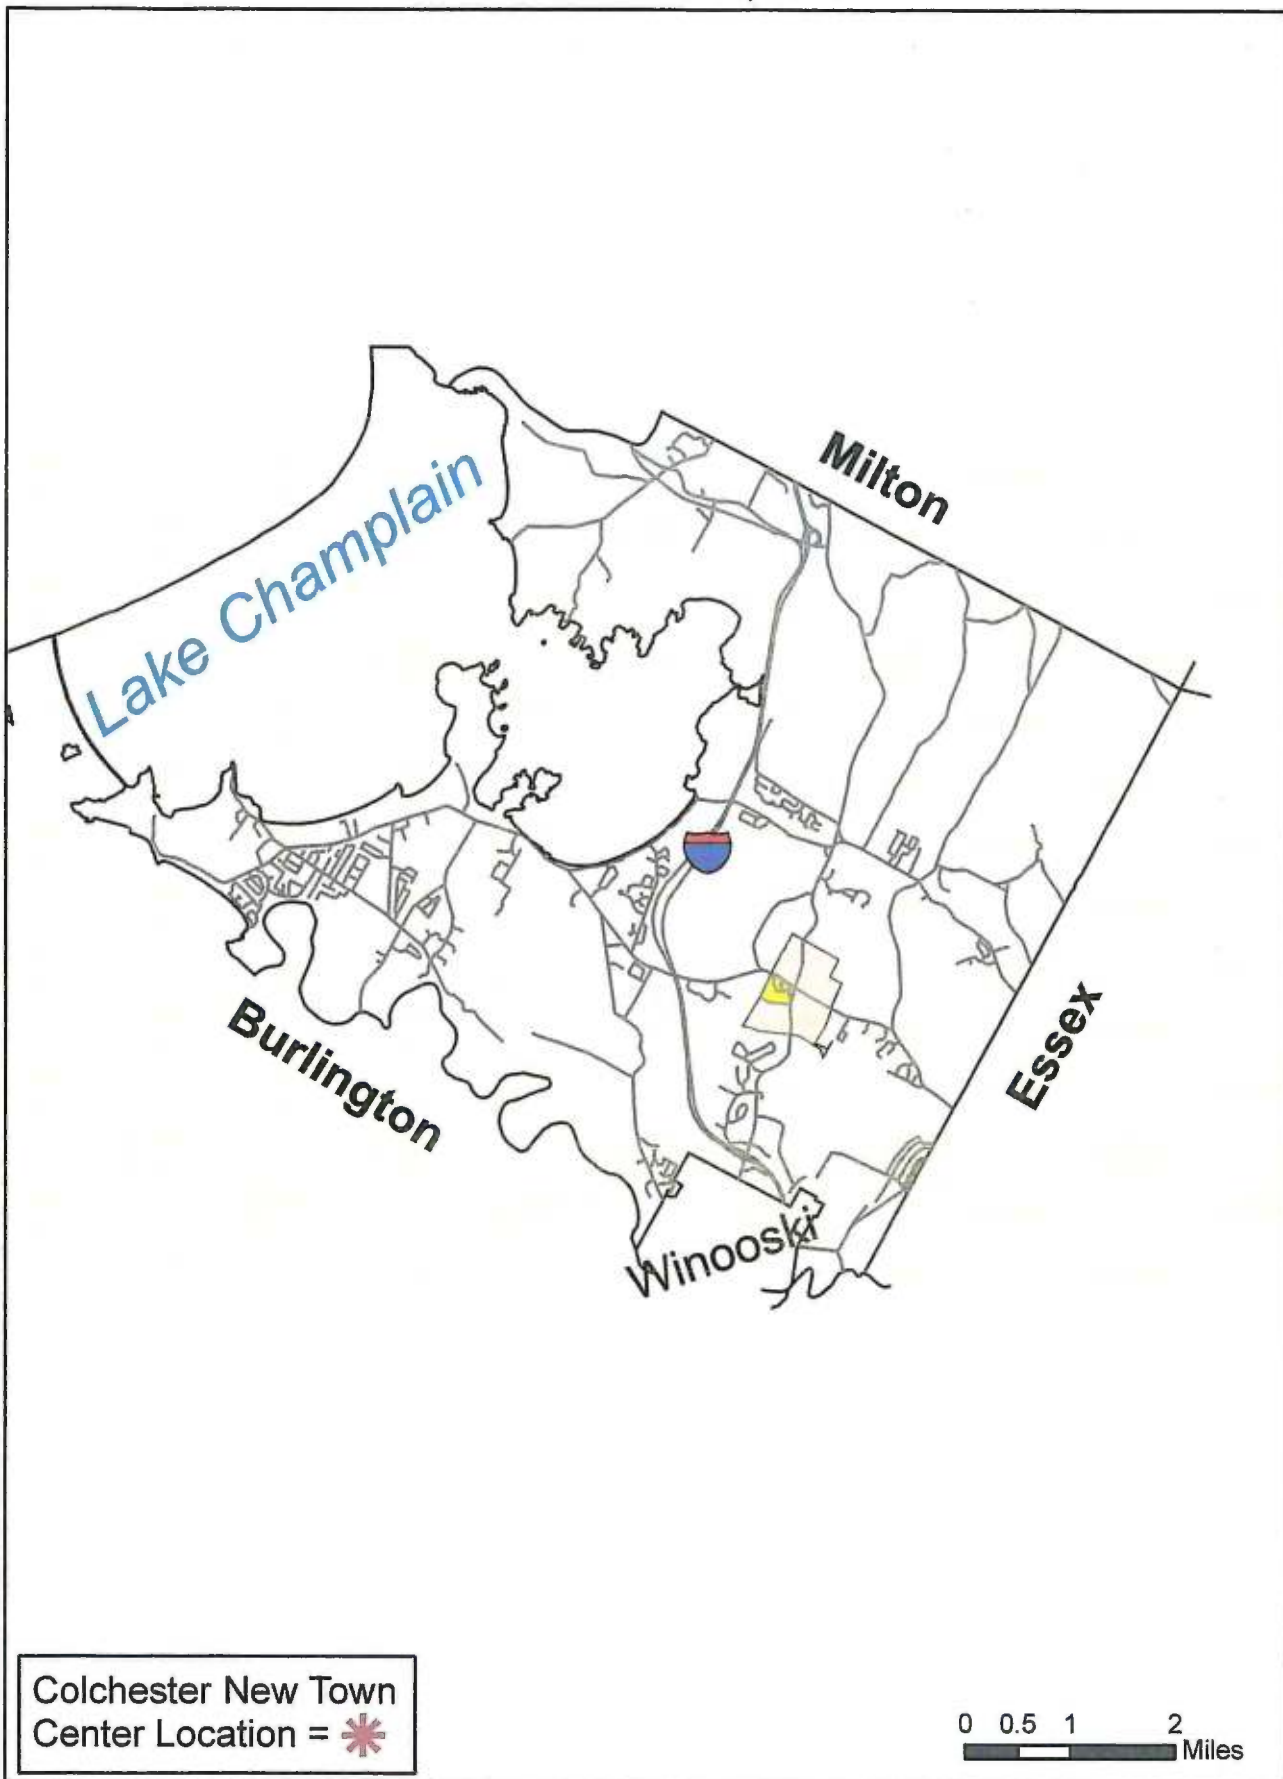 Milton
Lake Champlain
Burlington
Essex
Winooski
Colchester New Town
Center Location =
0 0.5 1 2
Miles